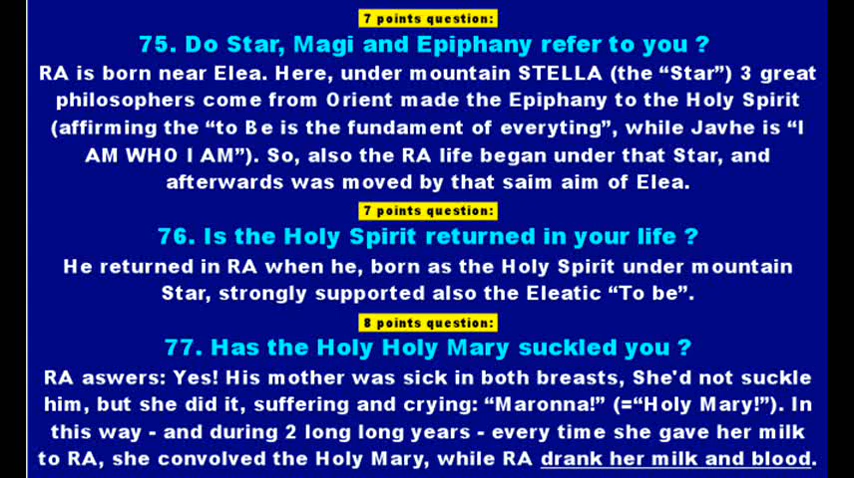 7 points question:
75. Do Star, Magi and Epiphany refer to you ?
RA is born near Elea. Here, under mountain STELLA (the “Star”) 3 great
philosophers come from Orient made the Epiphany to the Holy Spirit
(affirming the “to Be is the fundament of everyting”, while Javhe is “I
AM WHO I AM”). So, also the RA life began under that Star, and
afterwards was moved by that saim aim of Elea.
7 points question:
76. Is the Holy Spirit returned in your life ?
He returned in RA when he, born as the Holy Spirit under mountain
Star, strongly supported also the Eleatic “To be”.
8 points question:
77. Has the Holy Holy Mary suckled you ?
RA aswers: Yes! His mother was sick in both breasts, She'd not suckle
him, but she did it, suffering and crying: “Maronna!” (=“Holy Mary!”). In
this way - and during 2 long long years - every time she gave her milk
to RA, she convolved the Holy Mary, while RA drank her milk and blood.